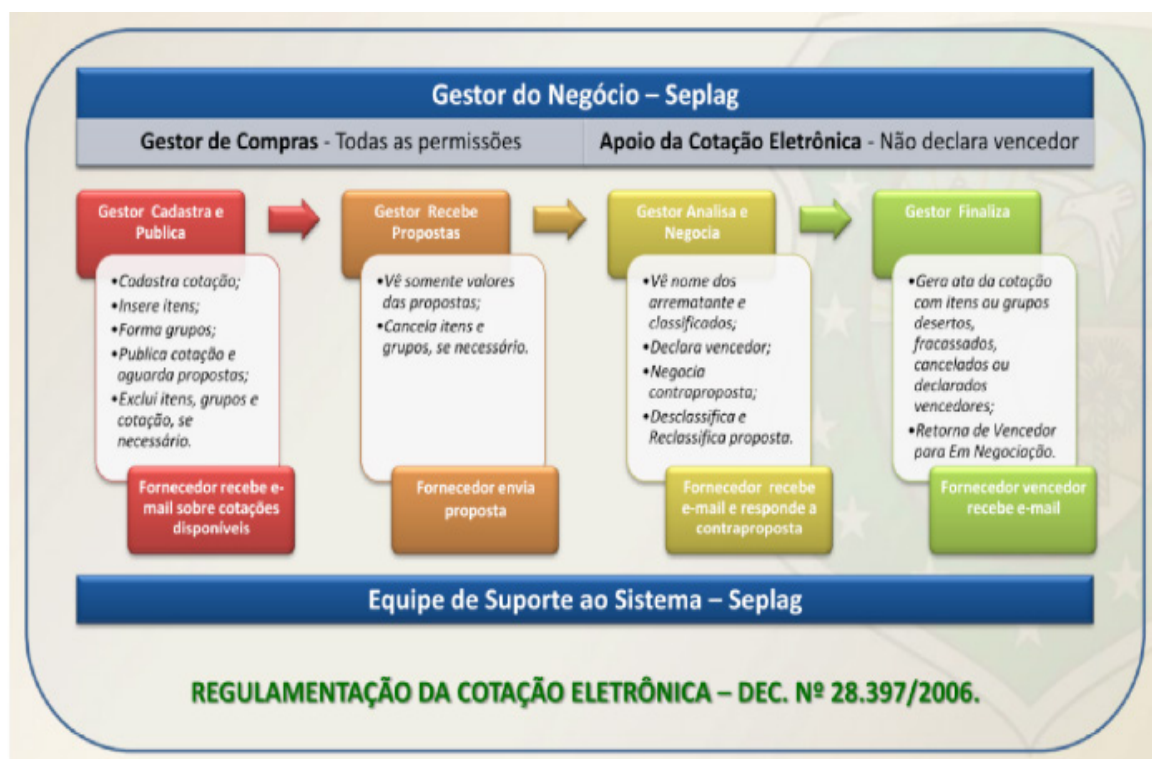 Gestor do Negócio – Seplag
Gestor de Compras - Todas as permissões
Apoio da Cotação Eletrônica - Não declara vencedor
Gestor Cadastra e
Publica
•Cadastra cotação;
•Insere itens;
•Forma grupos;
•Publica cotação e
aguarda propostas;
•Exclui itens, grupos e
cotação, se
necessário.
Fornecedor recebe e-
mail sobre cotações
disponíveis
Gestor Recebe
Propostas
•Vê somente valores
das propostas;
•Cancela itens e
grupos, se necessário.
Fornecedor envia
proposta
Gestor Analisa e
Negocia
•Vê nome dos
arrematante e
classificados;
•Declara vencedor;
•Negocia
contraproposta;
•Desclassifica e
Reclassifica proposta.
Fornecedor recebe
e-mail e responde a
contraproposta
Gestor Finaliza
•Gera ata da cotação
com itens ou grupos
desertos,
fracassados,
cancelados ou
declarados
vencedores;
•Retorna de Vencedor
para Em Negociação.
Fornecedor vencedor
recebe e-mail
Equipe de Suporte ao Sistema – Seplag
REGULAMENTAÇÃO DA COTAÇÃO ELETRÔNICA – DEC. Nº 28.397/2006.